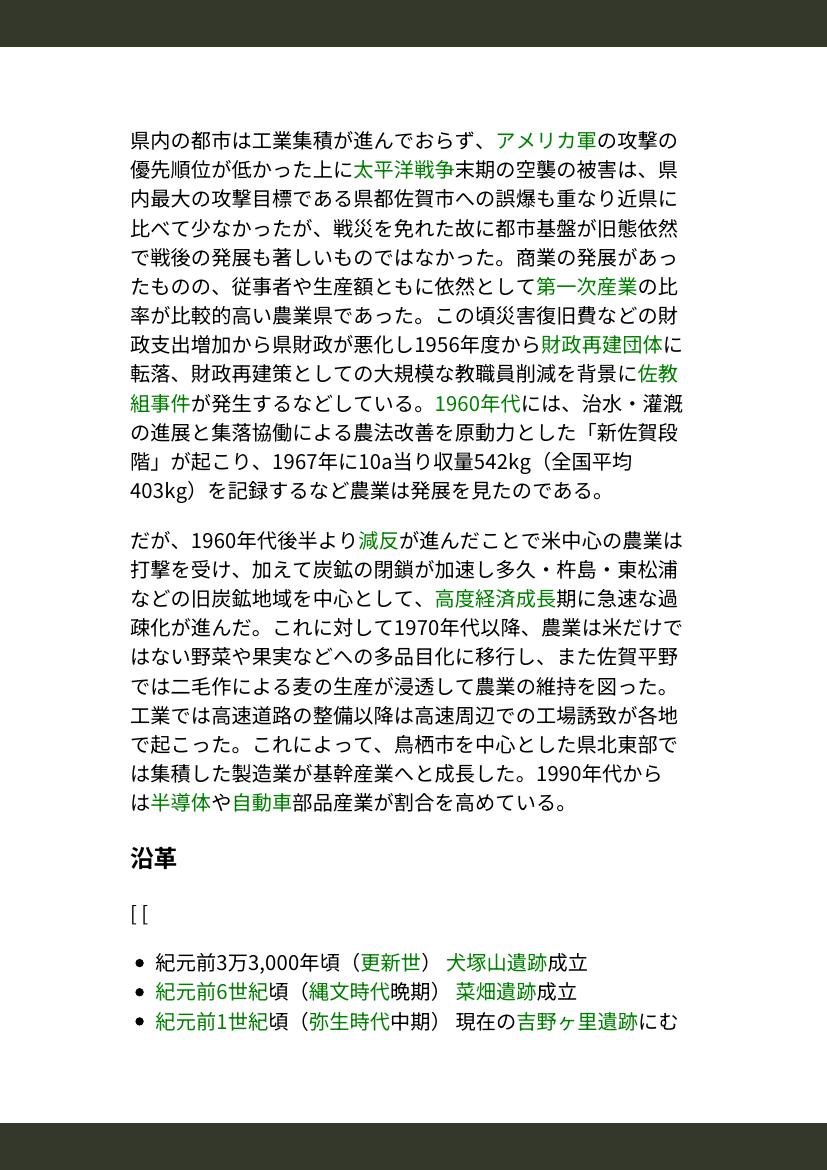 県内の都市は工業集積が進んでおらず、アメリカ軍の攻撃の
優先順位が低かった上に太平洋戦争末期の空襲の被害は、県
内最大の攻撃目標である県都佐賀市への誤爆も重なり近県に
比べて少なかったが、戦災を免れた故に都市基盤が旧態依然
で戦後の発展も著しいものではなかった。商業の発展があっ
たものの、従事者や生産額ともに依然として第一次産業の比
率が比較的高い農業県であった。この頃災害復旧費などの財
政支出増加から県財政が悪化し1956年度から財政再建団体に
転落、財政再建策としての大規模な教職員削減を背景に佐教
組事件が発生するなどしている。1960年代には、治水・灌漑
の進展と集落協働による農法改善を原動力とした「新佐賀段
階」が起こり、1967年に10a当り収量542kg（全国平均
403kg）を記録するなど農業は発展を見たのである。
だが、1960年代後半より減反が進んだことで米中心の農業は
打撃を受け、加えて炭鉱の閉鎖が加速し多久・杵島・東松浦
などの旧炭鉱地域を中心として、高度経済成長期に急速な過
疎化が進んだ。これに対して1970年代以降、農業は米だけで
はない野菜や果実などへの多品目化に移行し、また佐賀平野
では二毛作による麦の生産が浸透して農業の維持を図った。
工業では高速道路の整備以降は高速周辺での工場誘致が各地
で起こった。これによって、鳥栖市を中心とした県北東部で
は集積した製造業が基幹産業へと成長した。1990年代から
は半導体や自動車部品産業が割合を高めている。
沿革
[ [
• 紀元前3万3,000年頃（更新世） 犬塚山遺跡成立
• 紀元前6世紀頃（縄文時代晩期） 菜畑遺跡成立
• 紀元前1世紀頃（弥生時代中期） 現在の吉野ヶ里遺跡にむ